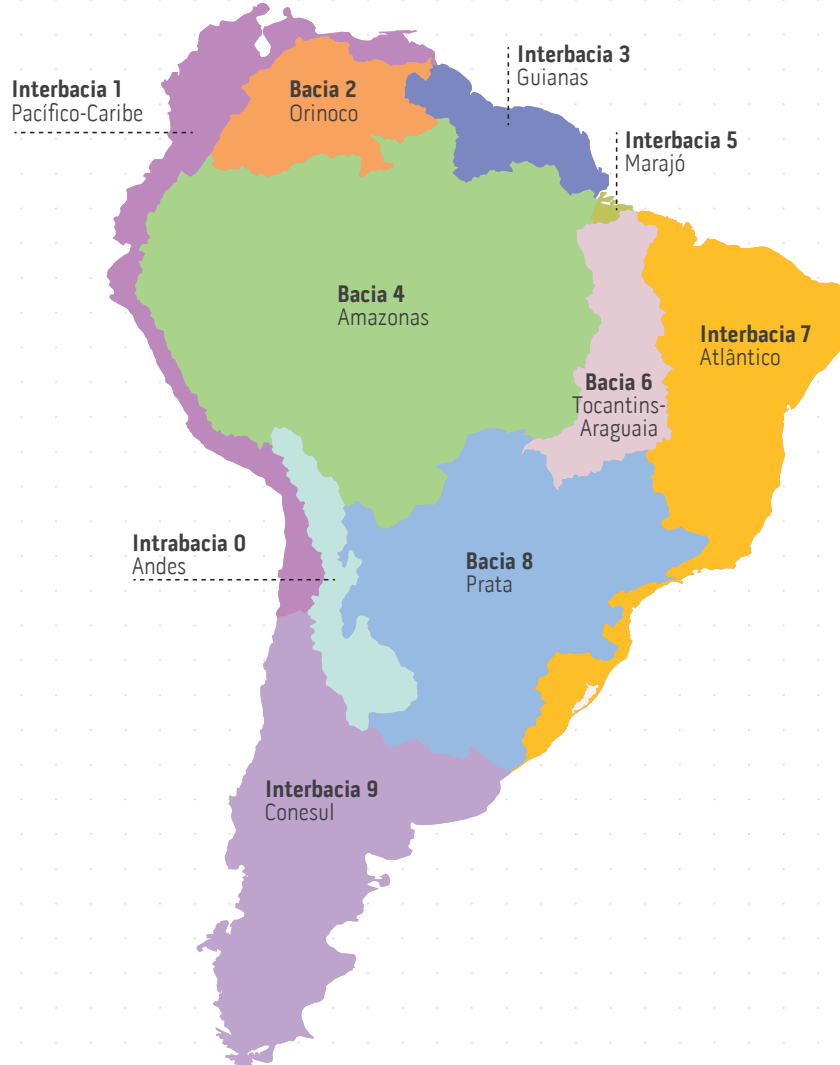 Interbacia 3
Guianas
Interbacia 1
Pacífico-Caribe
Bacia 2
Orinoco
Interbacia 5
Marajó
Bacia 4
Amazonas
Interbacia 7
Atlântico
Bacia 6
Tocantins-
Araguaia
Intrabacia 0
Andes
Bacia 8
Prata
Interbacia 9
Conesul